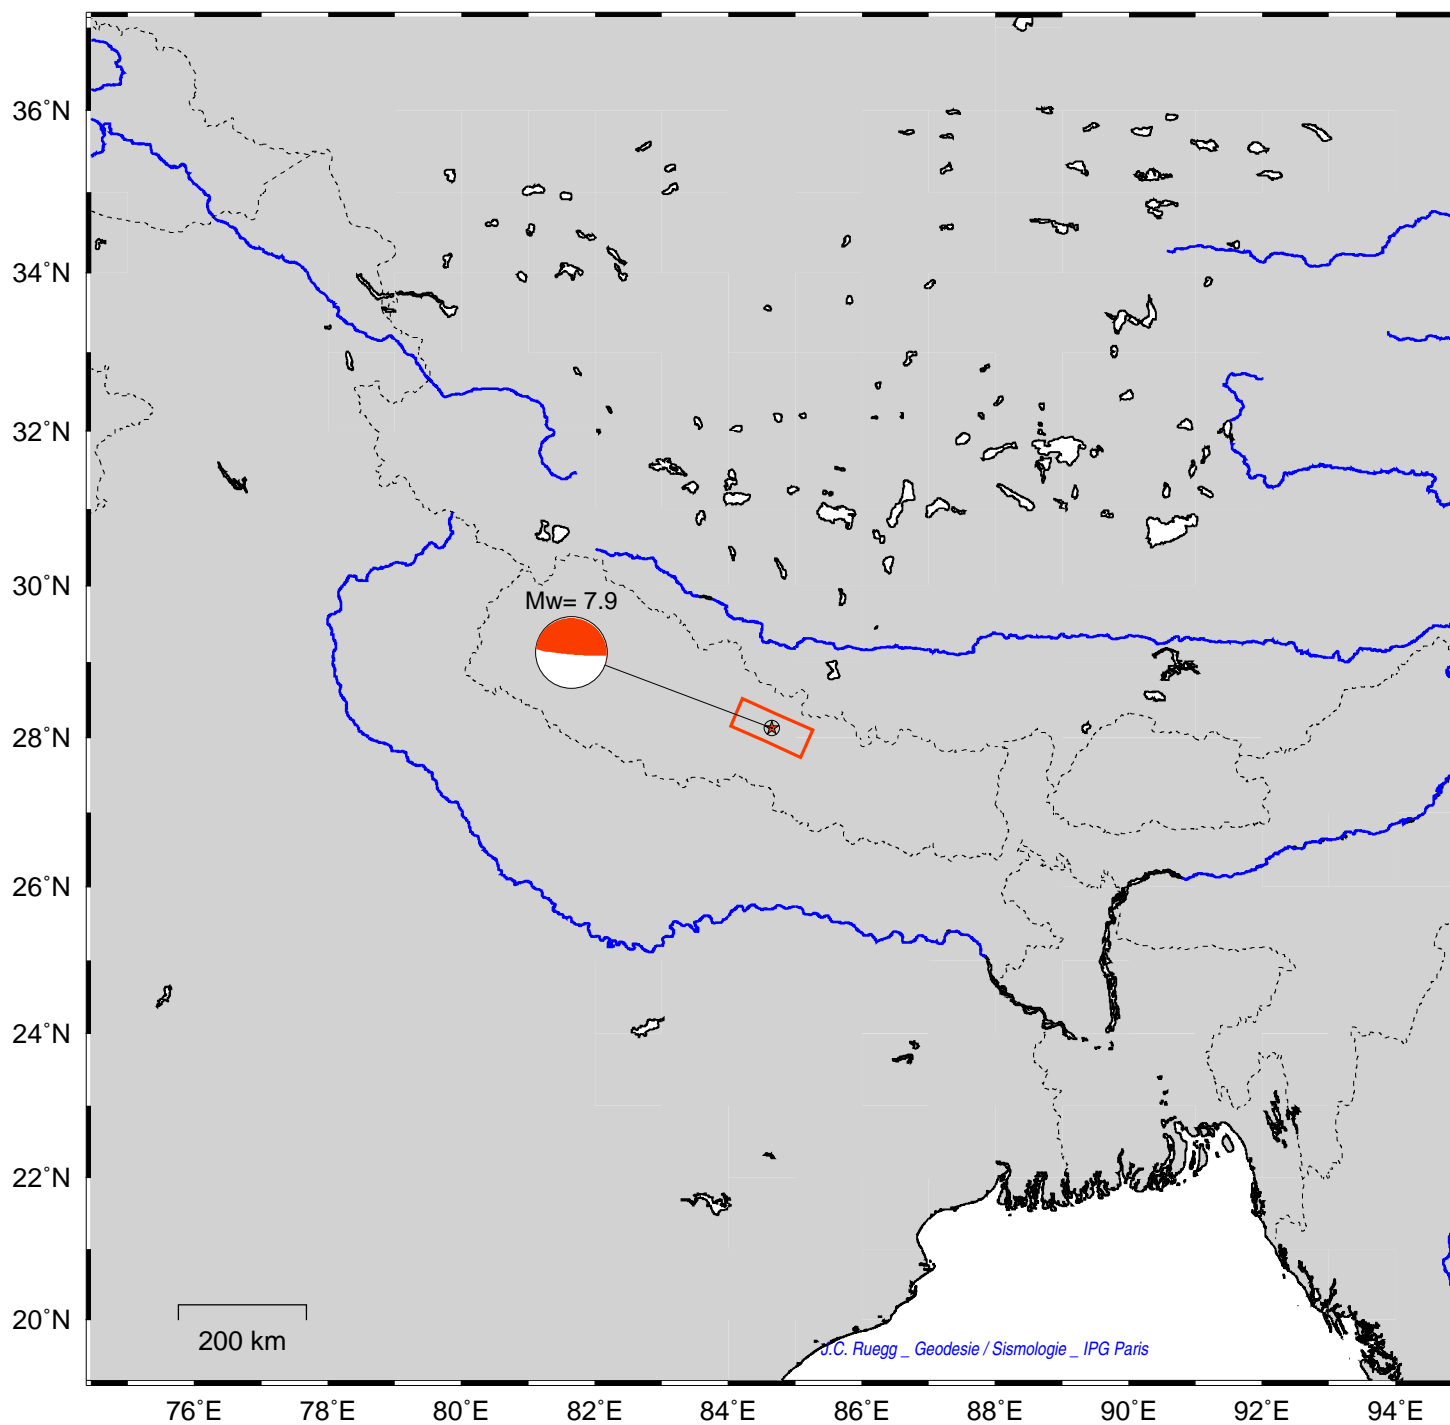 36°N
34°N
32°N
30°N
Mw= 7.9
28°N
26°N
24°N
22°N
20°N
200 km
J.C. Ruegg _ Geodesie / Sismologie _ IPG Paris
76°E 78°E 80°E 82°E 84°E 86°E 88°E 90°E 92°E 94°E